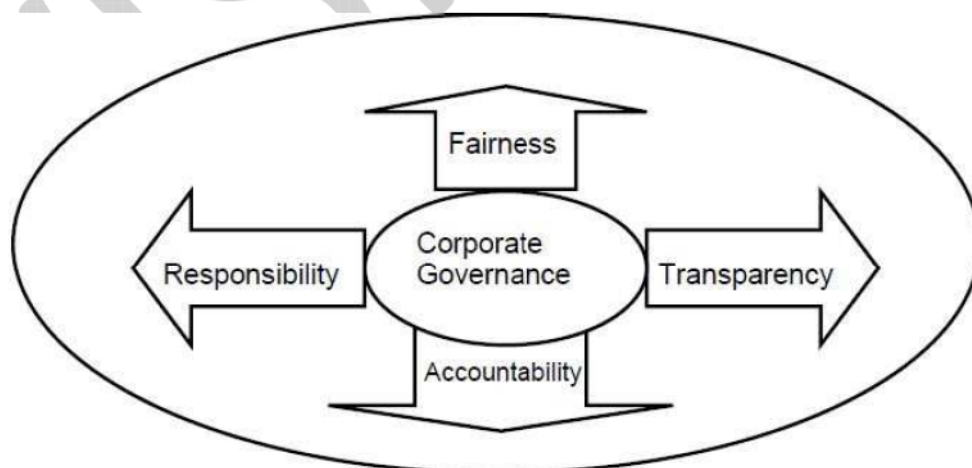 Fairness
Corporate
Governance
Responsibility
Transparency
Accountability